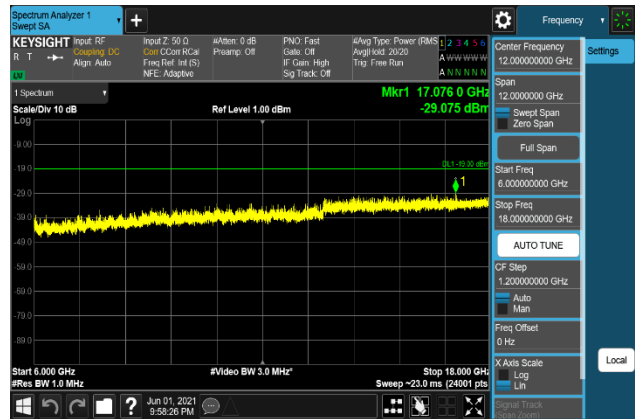 Spectrum Analyzer 1
Swept SA
Frequency
KEYSIGHT
R T
LW
Input: RF
Coupling: DC
Align: Auto
Input Z: 50 Ω
Corr CCorr RCal
Freq Ref: Int (S)
NFE: Adaptive
#Atten: 0 dB
Preamp: Off
PNO: Fast
Gate: Off
IF Gain: High
Sig Track: Off
#Avg Type: Power (RMS
Avg|Hold: 20/20
Trig: Free Run
1 2 3 4 5 6
A W W W W W
A N N N N N
1 Spectrum
Scale/Div 10 dB
Log
Ref Level 1.00 dBm
Mkr1 17.076 0 GHz
-29.075 dBm
-9.00
-19.0
-29.0
-39.0
-49.0
-59.0
-69.0
-79.0
-89.0
DL1 -19.00 dBm
1
Start 6.000 GHz
#Res BW 1.0 MHz
#Video BW 3.0 MHz*
Stop 18.000 GHz
Sweep ~23.0 ms (24001 pts
Jun 01, 2021
9:58:26 PM
Center Frequency
12.000000000 GHz
Settings
Span
12.0000000 GHz
Swept Span
Zero Span
Full Span
Start Freq
6.000000000 GHz
Stop Freq
18.000000000 GHz
AUTO TUNE
CF Step
1.200000000 GHz
Auto
Man
Freq Offset
0 Hz
X Axis Scale
Log
Lin
Local
Signal Track
(Span Zoom)